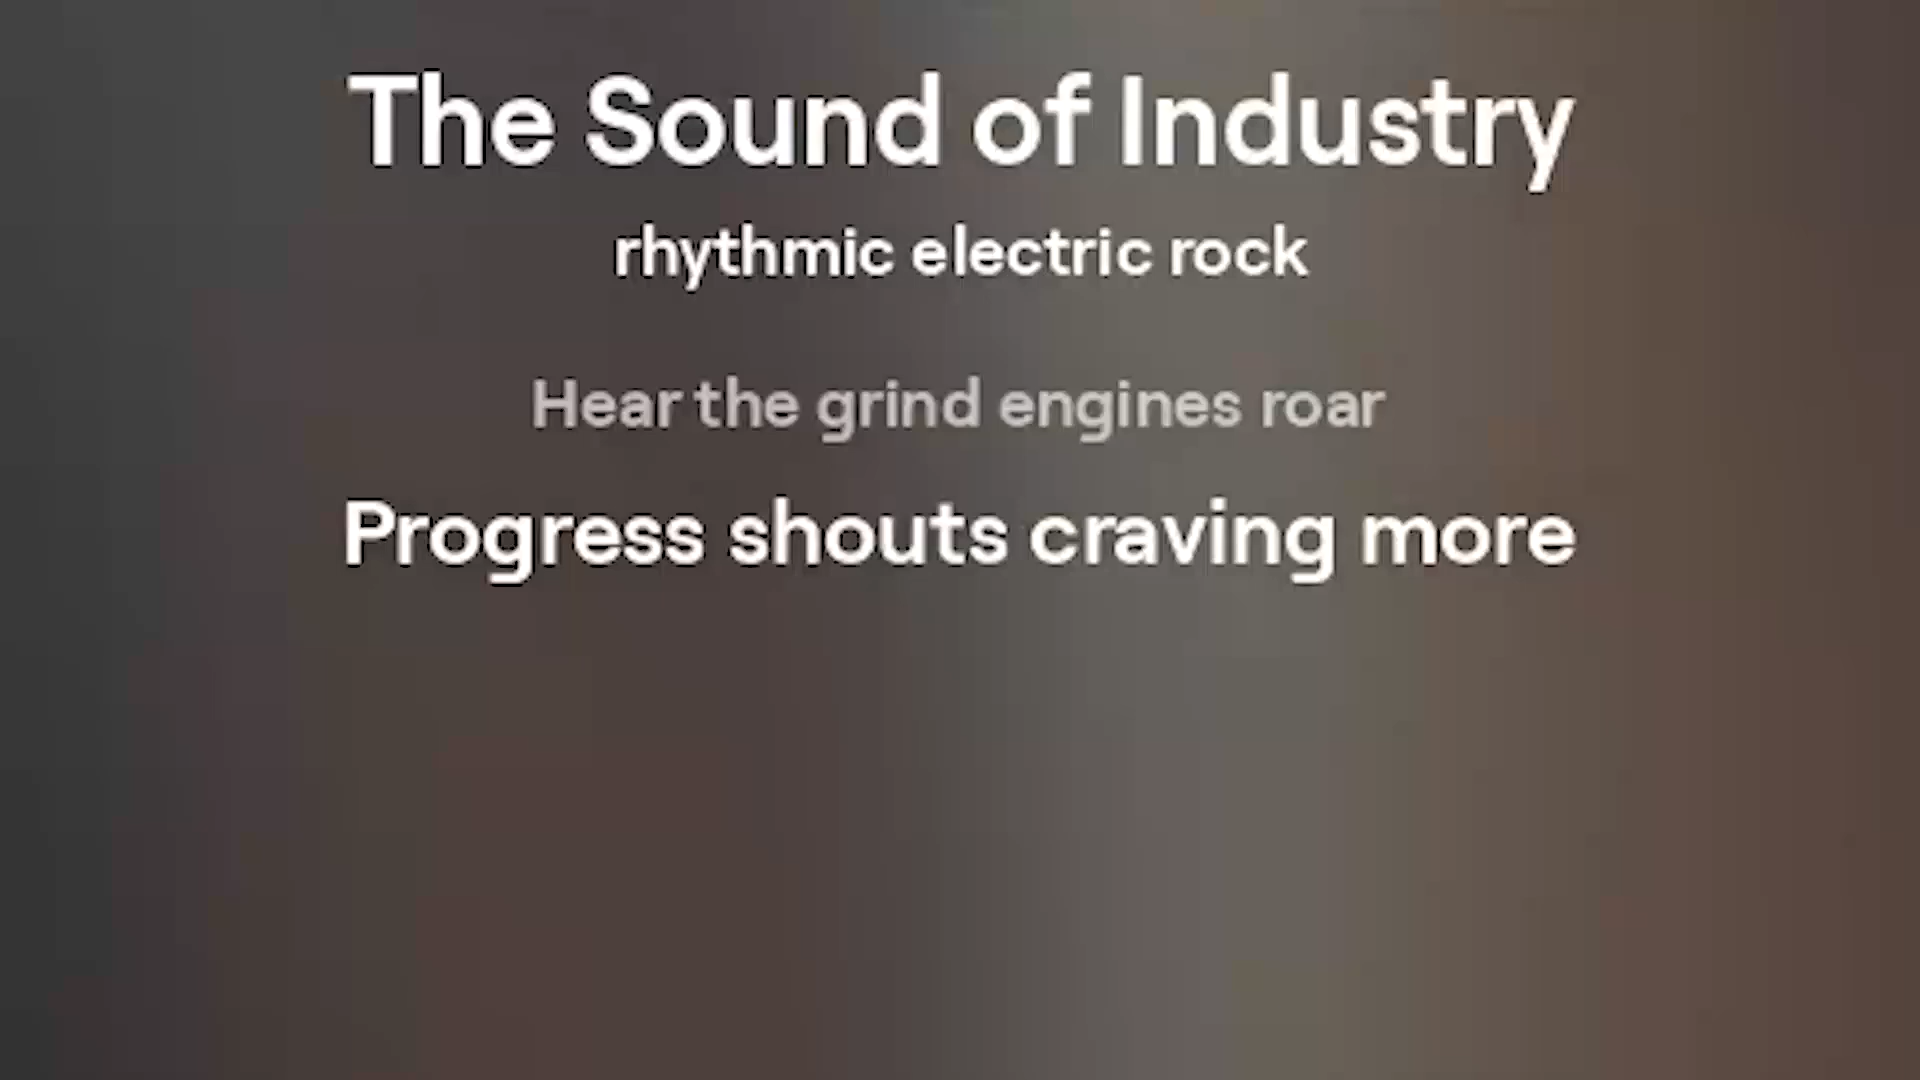 The Sound of Industry
rhythmic electric rock
Hear the grind engines roar
Progress shouts craving more